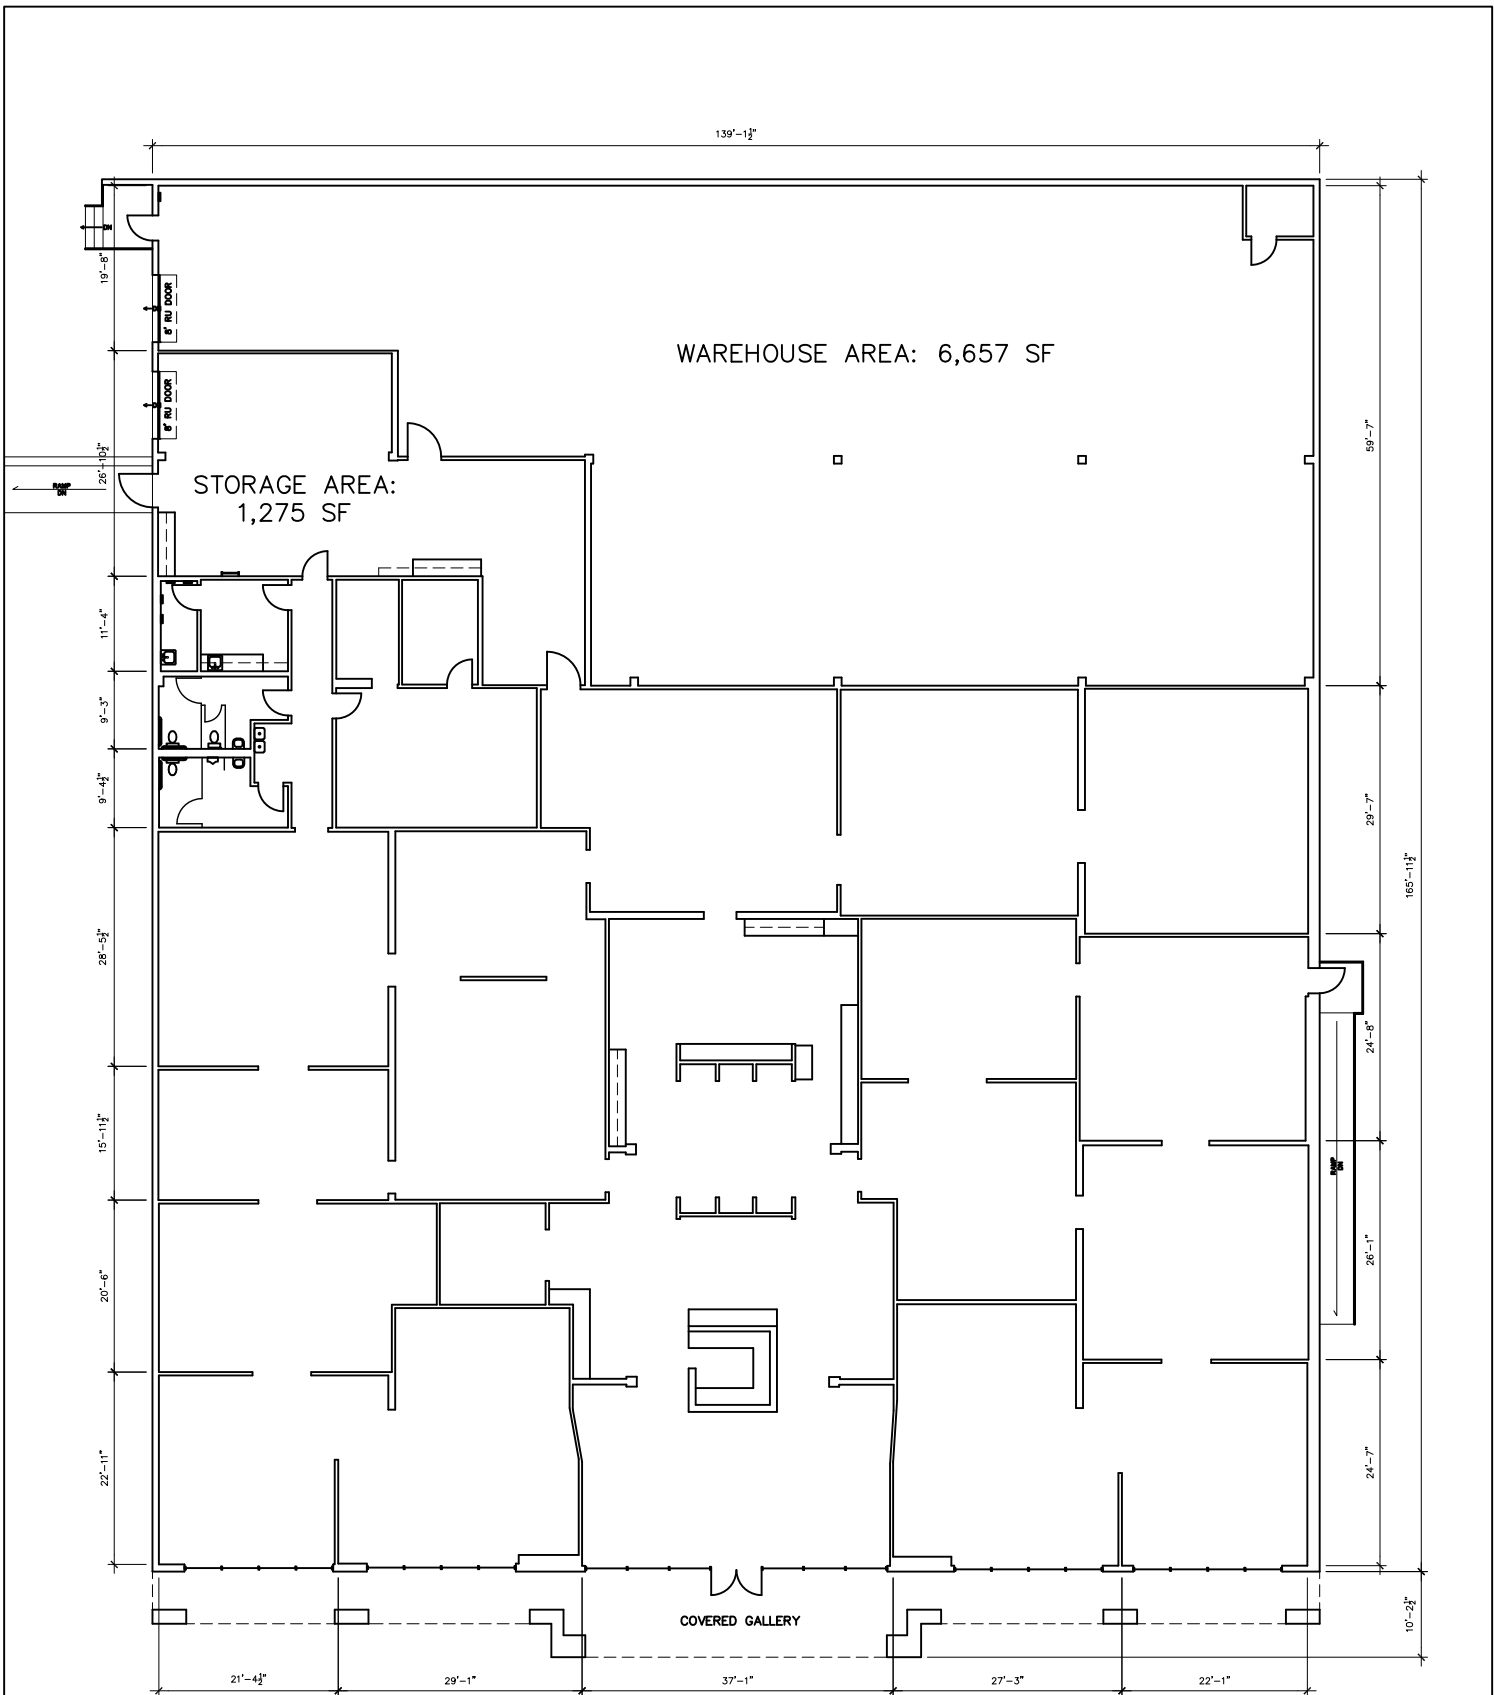 139'-1½"
DN
19'-8"
8' RU DOOR
WAREHOUSE AREA: 6,657 SF
8' RU DOOR
59'-7"
26'-10½"
STORAGE AREA:
1,275 SF
RAMP
DN
11'-4"
9'-3"
9'-4½"
29'-7"
165'-11½"
28'-5½"
24'-8"
15'-11½"
RAMP
DN
26'-1"
20'-6"
22'-11"
24'-7"
COVERED GALLERY
10'-2½"
21'-4½"
29'-1"
37'-1"
27'-3"
22'-1"